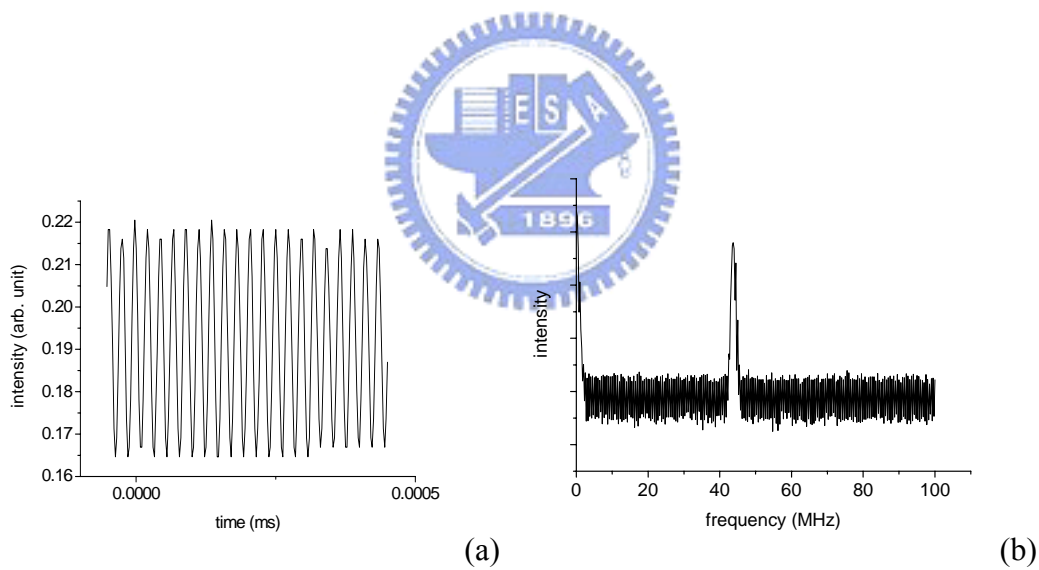 E S A
1896
0.22
0.21
0.20
0.19
0.18
0.17
0.16
intensity (arb. unit)
0.0000
0.0005
time (ms)
(a)
intensity
0
20
40
60
80
100
frequency (MHz)
(b)